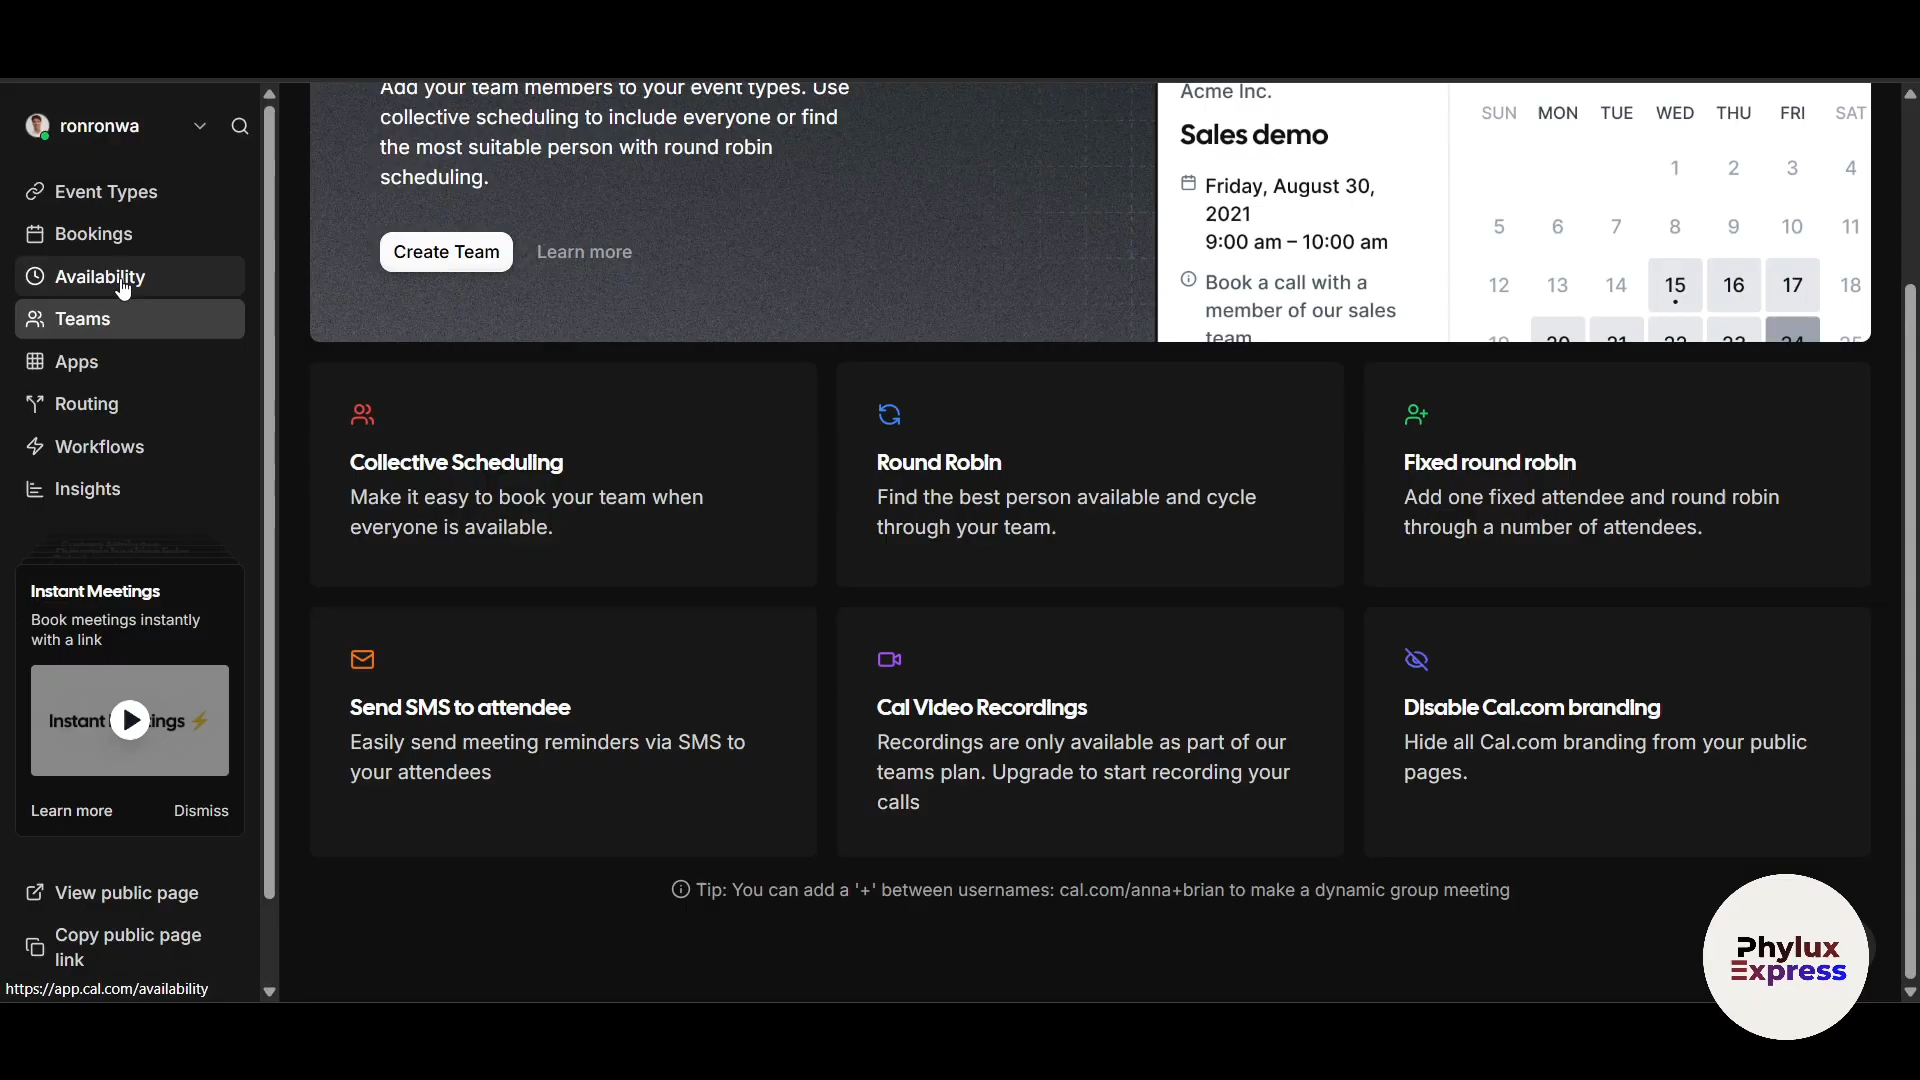 ronronwa
Event Types
Bookings
Availability
Teams
Apps
Routing
Workflows
Insights
Instant Meetings
Book meetings instantly
with a link
Learn more
Dismiss
View public page
Copy public page
link
https://app.cal.com/availability
Add your team members to your event types. Use
collective scheduling to include everyone or find
the most suitable person with round robin
scheduling.
Create Team
Learn more
Acme Inc.
Sales demo
Friday, August 30,
2021
9:00 am – 10:00 am
Book a call with a
member of our sales
team
SUN MON TUE WED THU FRI SAT
1 2 3 4
5 6 7 8 9 10 11
12 13 14 15 16 17 18
19 20 21 22 23 24 25
Collective Scheduling
Make it easy to book your team when
everyone is available.
Round Robin
Find the best person available and cycle
through your team.
Fixed round robin
Add one fixed attendee and round robin
through a number of attendees.
Send SMS to attendee
Easily send meeting reminders via SMS to
your attendees
Cal Video Recordings
Recordings are only available as part of our
teams plan. Upgrade to start recording your
calls
Disable Cal.com branding
Hide all Cal.com branding from your public
pages.
Tip: You can add a '+' between usernames: cal.com/anna+brian to make a dynamic group meeting
Phylux
Express